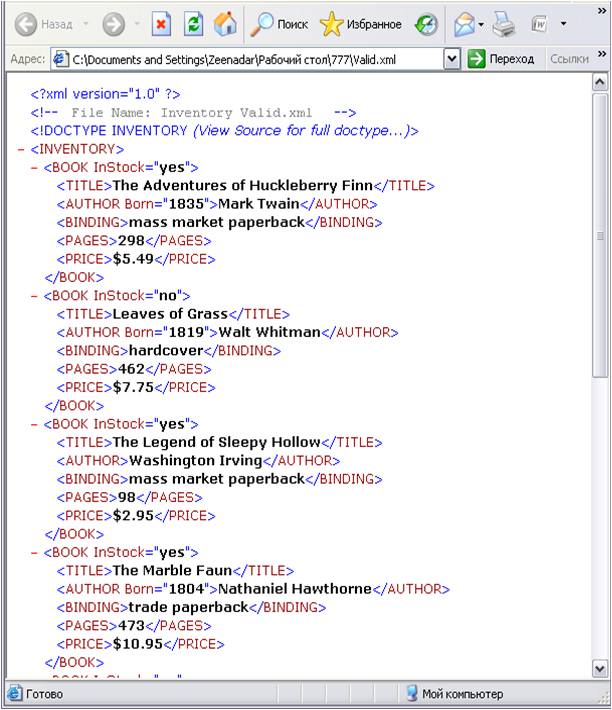 Назад Поиск Избранное
Адрес: C:\Documents and Settings\Zeenadar\Рабочий стол\777\Valid.xml Переход Ссылки »
<?xml version="1.0" ?>
<!-- File Name: Inventory Valid.xml -->
<!DOCTYPE INVENTORY (View Source for full doctype...)>
- <INVENTORY>
- <BOOK InStock="yes">
<TITLE>The Adventures of Huckleberry Finn</TITLE>
<AUTHOR Born="1835">Mark Twain</AUTHOR>
<BINDING>mass market paperback</BINDING>
<PAGES>298</PAGES>
<PRICE>$5.49</PRICE>
</BOOK>
- <BOOK InStock="no">
<TITLE>Leaves of Grass</TITLE>
<AUTHOR Born="1819">Walt Whitman</AUTHOR>
<BINDING>hardcover</BINDING>
<PAGES>462</PAGES>
<PRICE>$7.75</PRICE>
</BOOK>
- <BOOK InStock="yes">
<TITLE>The Legend of Sleepy Hollow</TITLE>
<AUTHOR>Washington Irving</AUTHOR>
<BINDING>mass market paperback</BINDING>
<PAGES>98</PAGES>
<PRICE>$2.95</PRICE>
</BOOK>
- <BOOK InStock="yes">
<TITLE>The Marble Faun</TITLE>
<AUTHOR Born="1804">Nathaniel Hawthorne</AUTHOR>
<BINDING>trade paperback</BINDING>
<PAGES>473</PAGES>
<PRICE>$10.95</PRICE>
</BOOK>
Готово Мой компьютер